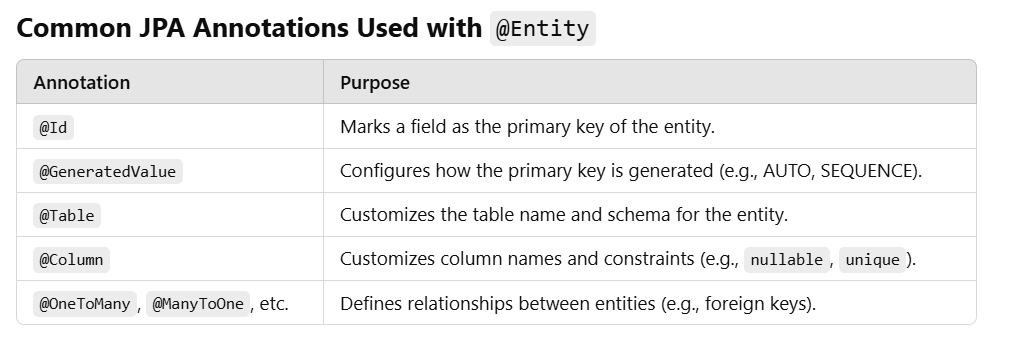 Common JPA Annotations Used with @Entity
Annotation Purpose
@Id Marks a field as the primary key of the entity.
@GeneratedValue Configures how the primary key is generated (e.g., AUTO, SEQUENCE).
@Table Customizes the table name and schema for the entity.
@Column Customizes column names and constraints (e.g., nullable, unique).
@OneToMany, @ManyToOne, etc. Defines relationships between entities (e.g., foreign keys).